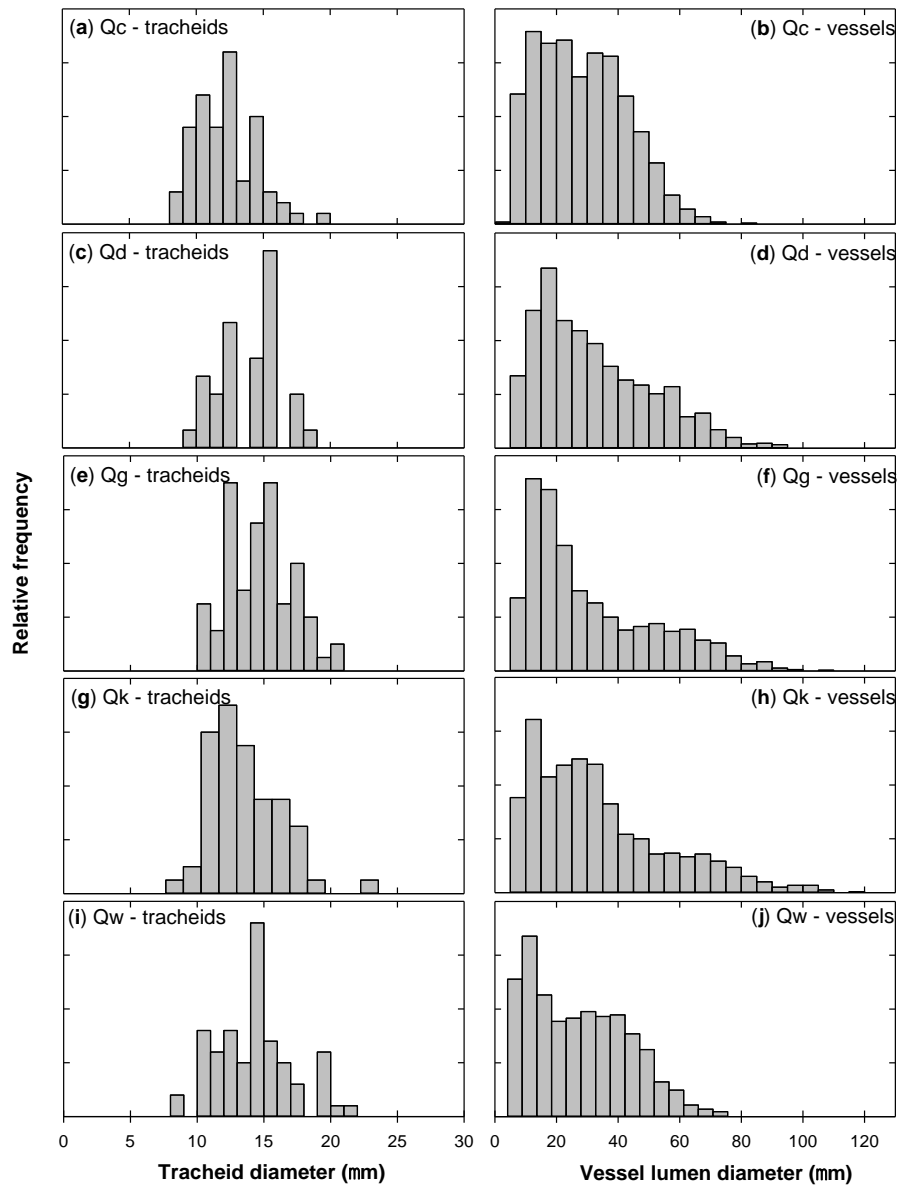 (a) Qc - tracheids
(b) Qc - vessels
(c) Qd - tracheids
(d) Qd - vessels
(e) Qg - tracheids
(f) Qg - vessels
(g) Qk - tracheids
(h) Qk - vessels
(i) Qw - tracheids
(j) Qw - vessels
Relative frequency
0 5 10 15 20 25 30
0 20 40 60 80 100 120
Tracheid diameter (mm)
Vessel lumen diameter (mm)